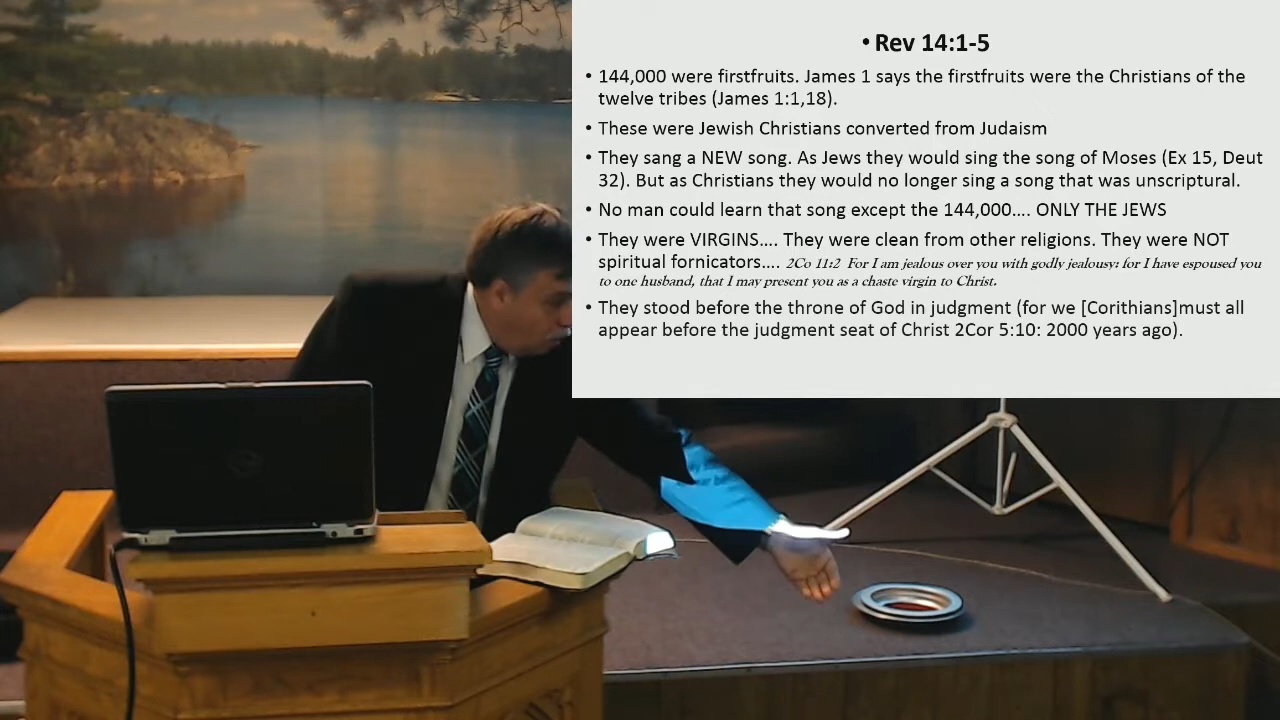 • Rev 14:1-5
• 144,000 were firstfruits. James 1 says the firstfruits were the Christians of the
twelve tribes (James 1:1,18).
• These were Jewish Christians converted from Judaism
• They sang a NEW song. As Jews they would sing the song of Moses (Ex 15, Deut
32). But as Christians they would no longer sing a song that was unscriptural.
• No man could learn that song except the 144,000.... ONLY THE JEWS
• They were VIRGINS.... They were clean from other religions. They were NOT
spiritual fornicators.... 2Co 11:2 For I am jealous over you with godly jealousy: for I have espoused you
to one husband, that I may present you as a chaste virgin to Christ.
• They stood before the throne of God in judgment (for we [Corithians]must all
appear before the judgment seat of Christ 2Cor 5:10: 2000 years ago).